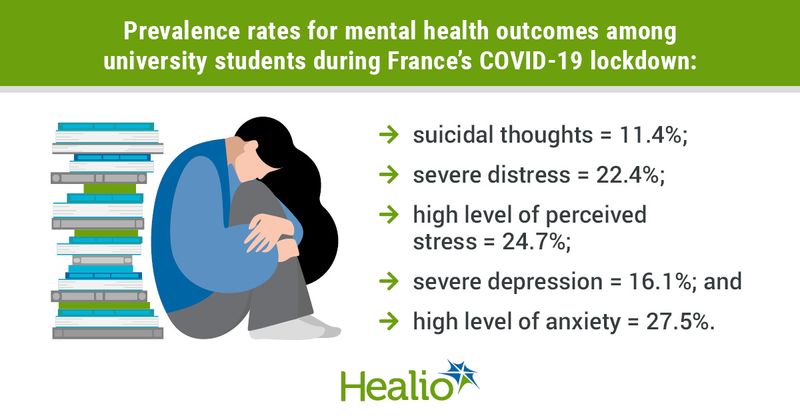 Prevalence rates for mental health outcomes among
university students during France’s COVID-19 lockdown:
→ suicidal thoughts = 11.4%;
→ severe distress = 22.4%;
→ high level of perceived
stress = 24.7%;
→ severe depression = 16.1%; and
→ high level of anxiety = 27.5%.
Healio